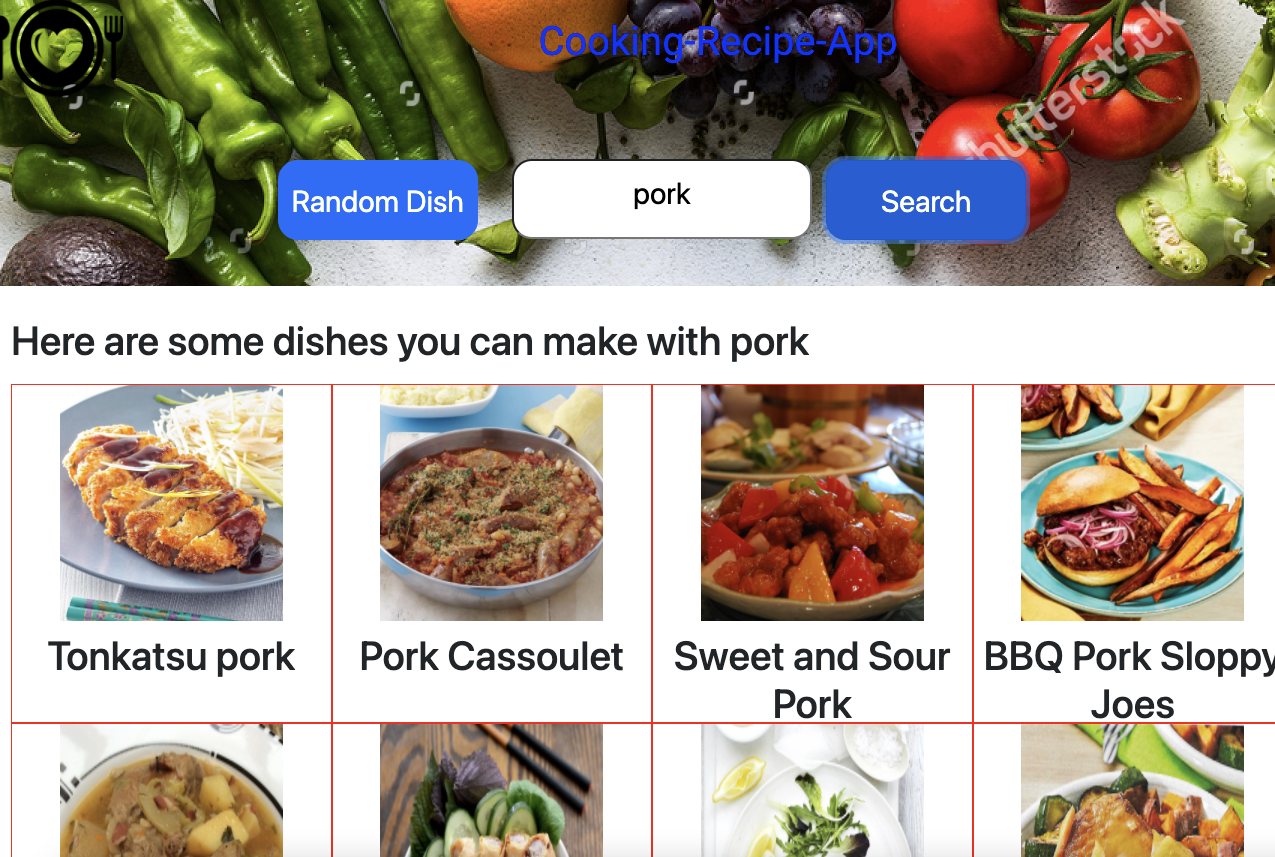 Cooking-Recipe-App
shutterstock
Random Dish
pork
Search
Here are some dishes you can make with pork
Tonkatsu pork
Pork Cassoulet
Sweet and Sour
Pork
BBQ Pork Sloppy
Joes